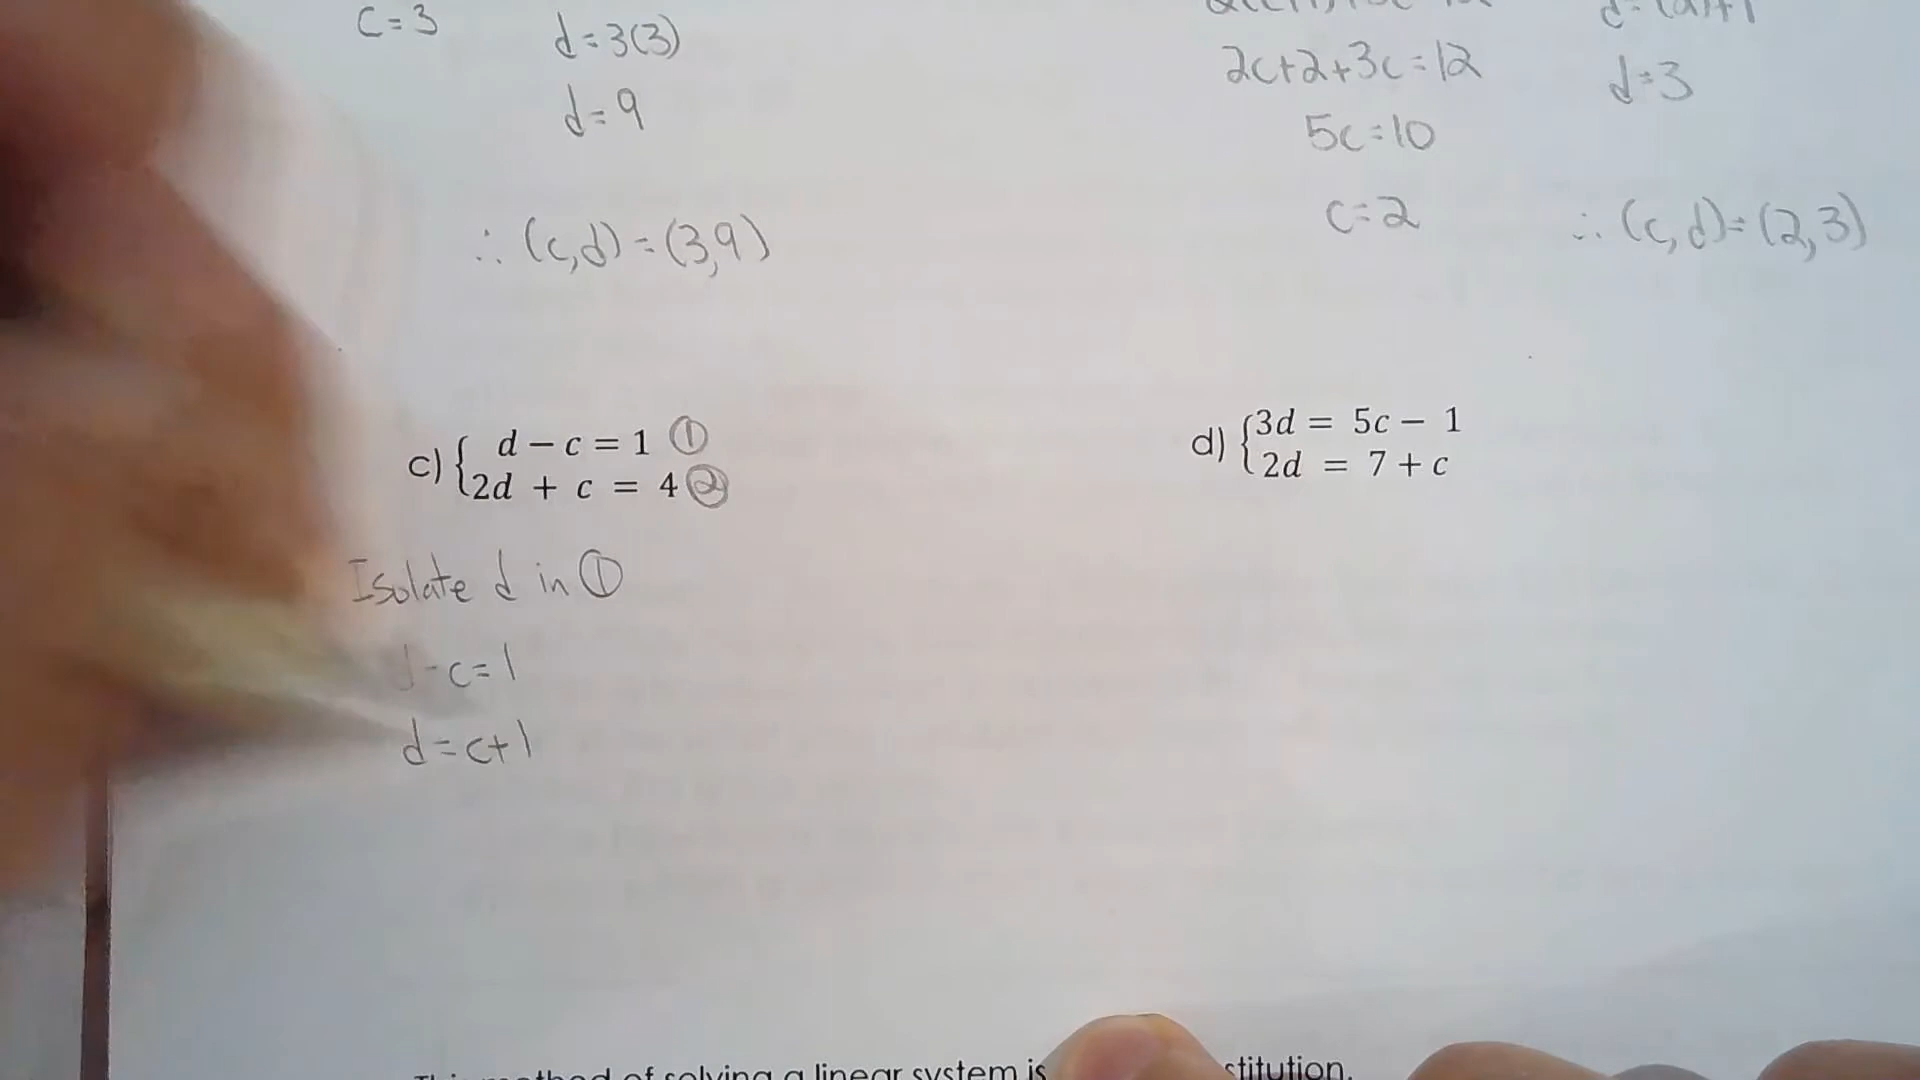 C=3
d=3(3)
d=9
∴ (c,d)=(3,9)
2c+2+3c=12
5c=10
c=2
d=3
∴ (c,d)=(2,3)
c) { d − c = 1 ①
2d + c = 4 ②
Isolate d in ①
d-c=1
d=c+1
d) { 3d = 5c − 1
2d = 7 + c
method of solving a linear system is